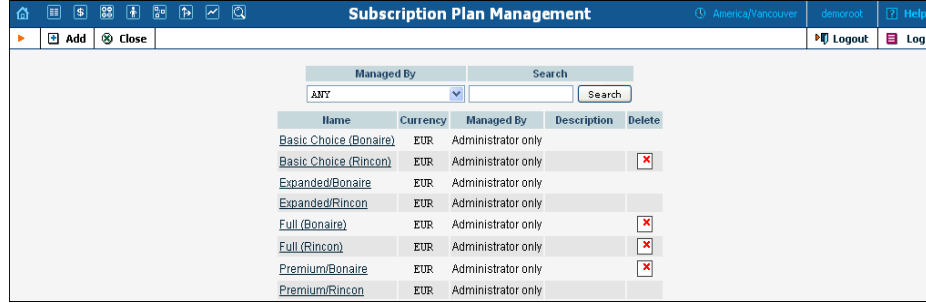 Subscription Plan Management America/Vancouver demoroot ? Help
Add Close Logout Log
Managed By Search
ANY Search
Name Currency Managed By Description Delete
Basic Choice (Bonaire) EUR Administrator only
Basic Choice (Rincon) EUR Administrator only
Expanded/Bonaire EUR Administrator only
Expanded/Rincon EUR Administrator only
Full (Bonaire) EUR Administrator only
Full (Rincon) EUR Administrator only
Premium/Bonaire EUR Administrator only
Premium/Rincon EUR Administrator only